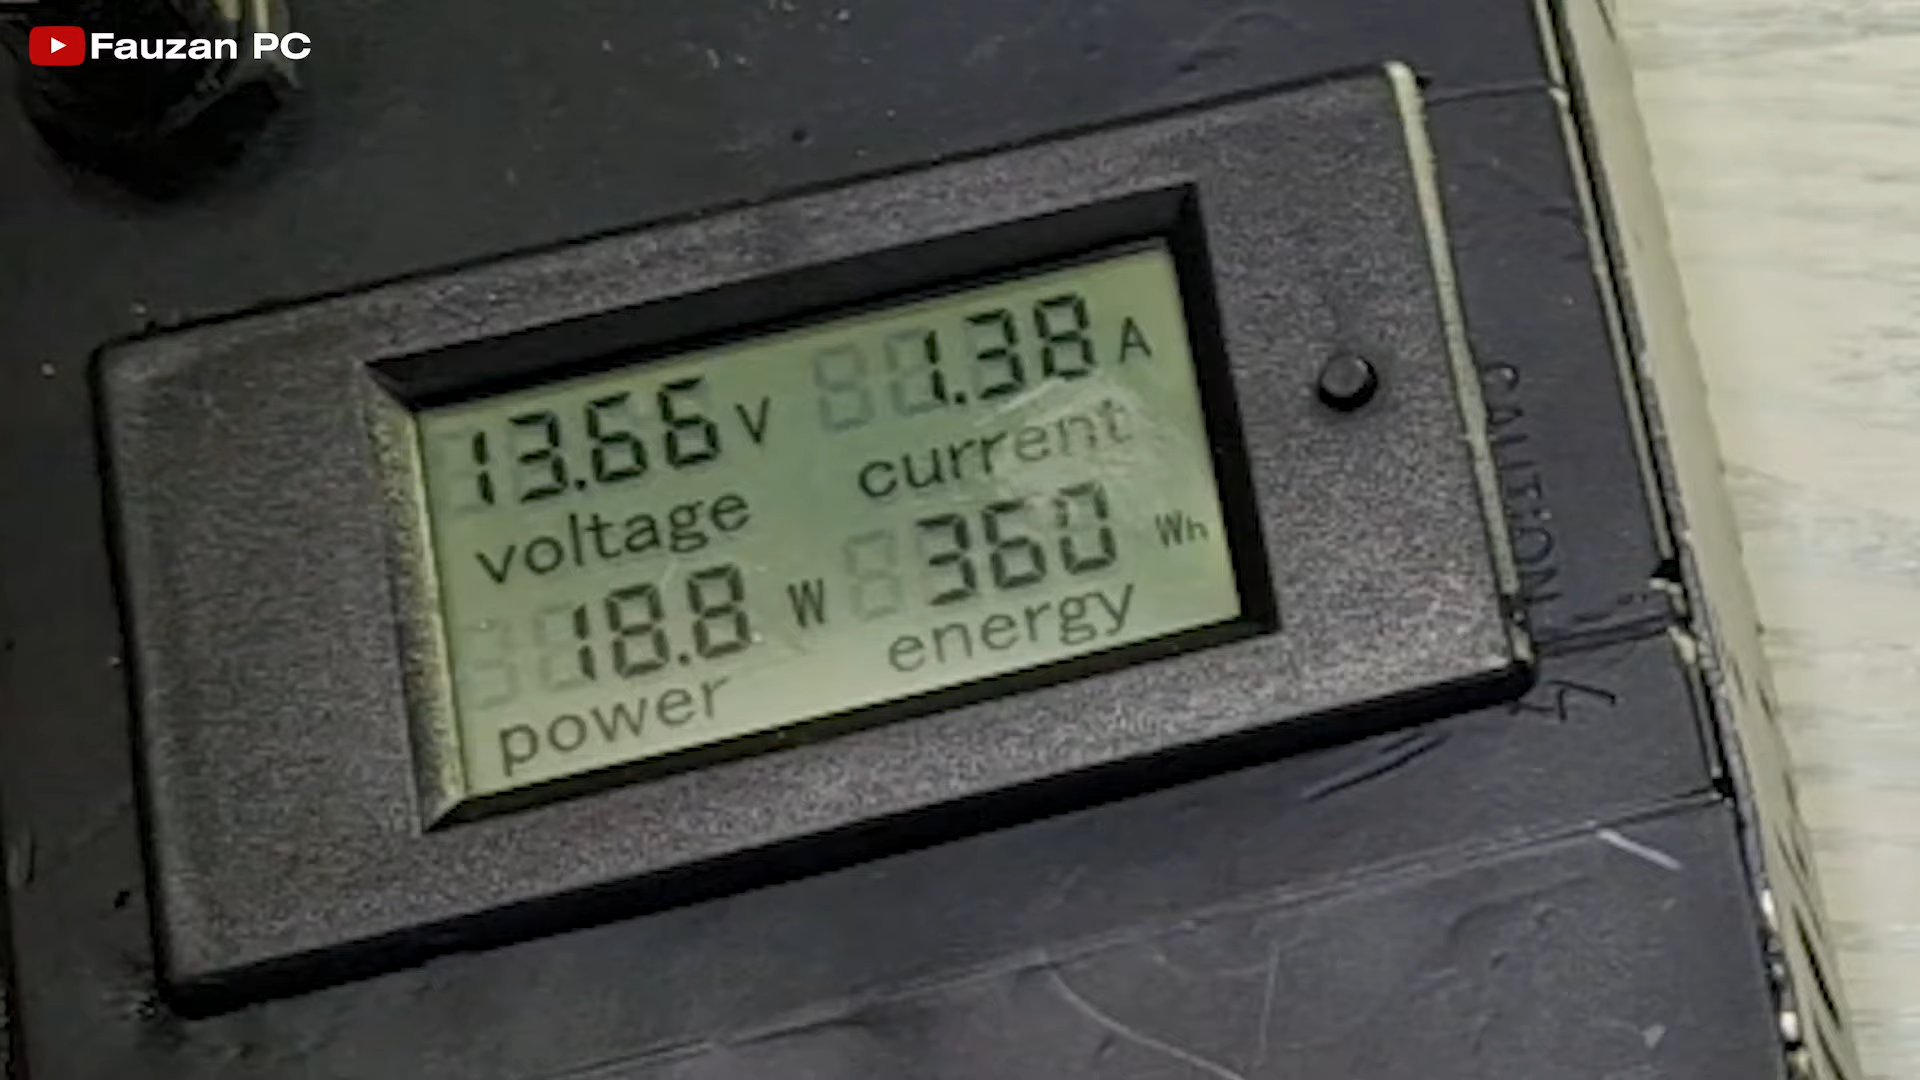 Fauzan PC
13.66 V
1.38 A
voltage
current
18.8 W
360 Wh
power
energy
CAUTION